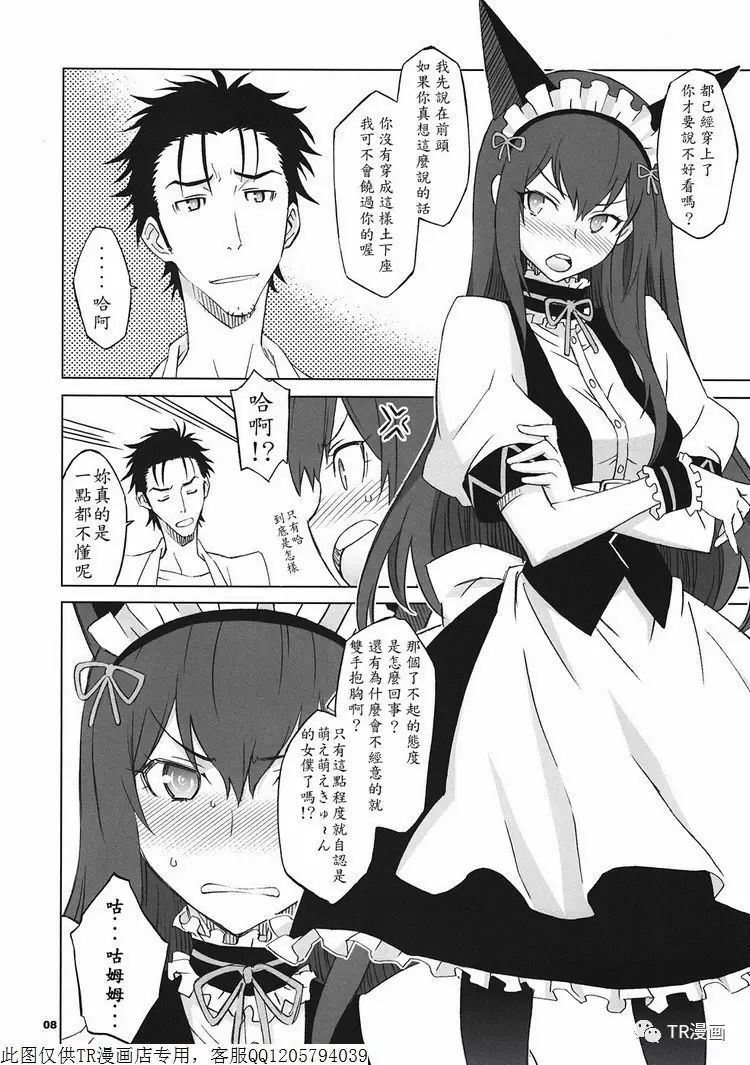 都已經穿上了
你才要說不好看嗎?
我先說在前頭
如果你真想這麼說的話
你沒有穿成這樣土下座
我可不會饒過你的喔
.....哈阿
哈啊!?
只有哈
到底是怎樣
妳真的是
一點都不懂呢
那個了不起的態度
是怎麼回事?
還有為什麼會不經意的就
雙手抱胸啊?
只有這點程度就自認是
萌え萌えきゅ~ん
的女僕了嗎!?
咕...咕姆姆...
08
TR漫画
此图仅供TR漫画店专用，客服QQ1205794039